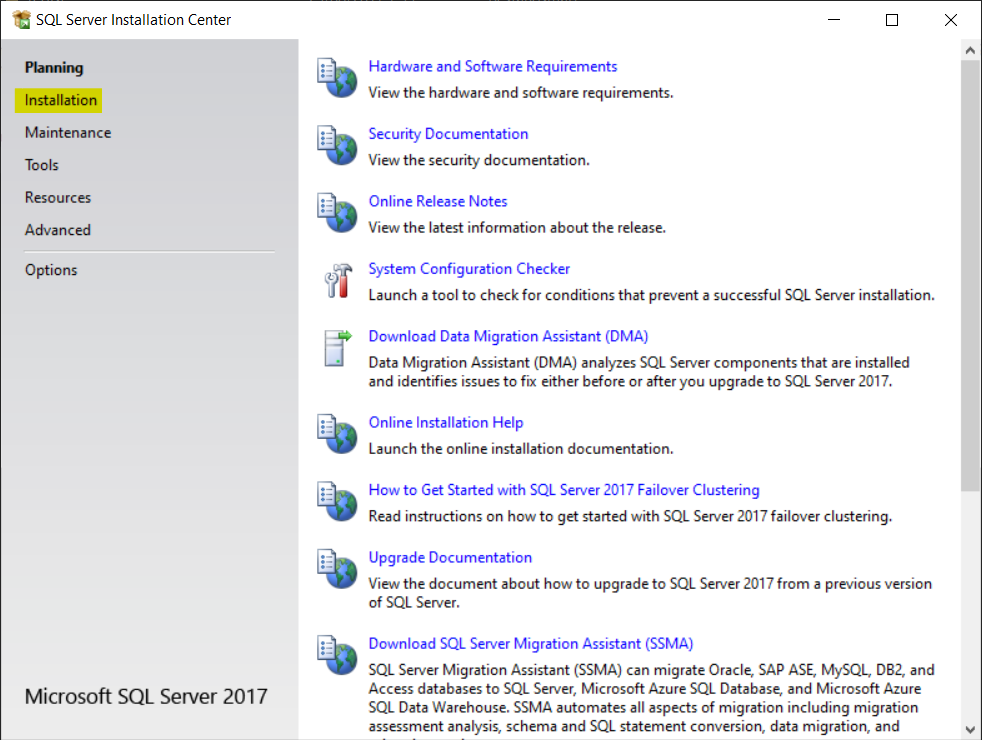 SQL Server Installation Center
Planning
Installation
Maintenance
Tools
Resources
Advanced
Options
Microsoft SQL Server 2017
Hardware and Software Requirements
View the hardware and software requirements.
Security Documentation
View the security documentation.
Online Release Notes
View the latest information about the release.
System Configuration Checker
Launch a tool to check for conditions that prevent a successful SQL Server installation.
Download Data Migration Assistant (DMA)
Data Migration Assistant (DMA) analyzes SQL Server components that are installed
and identifies issues to fix either before or after you upgrade to SQL Server 2017.
Online Installation Help
Launch the online installation documentation.
How to Get Started with SQL Server 2017 Failover Clustering
Read instructions on how to get started with SQL Server 2017 failover clustering.
Upgrade Documentation
View the document about how to upgrade to SQL Server 2017 from a previous version
of SQL Server.
Download SQL Server Migration Assistant (SSMA)
SQL Server Migration Assistant (SSMA) can migrate Oracle, SAP ASE, MySQL, DB2, and
Access databases to SQL Server, Microsoft Azure SQL Database, and Microsoft Azure
SQL Data Warehouse. SSMA automates all aspects of migration including migration
assessment analysis, schema and SQL statement conversion, data migration, and